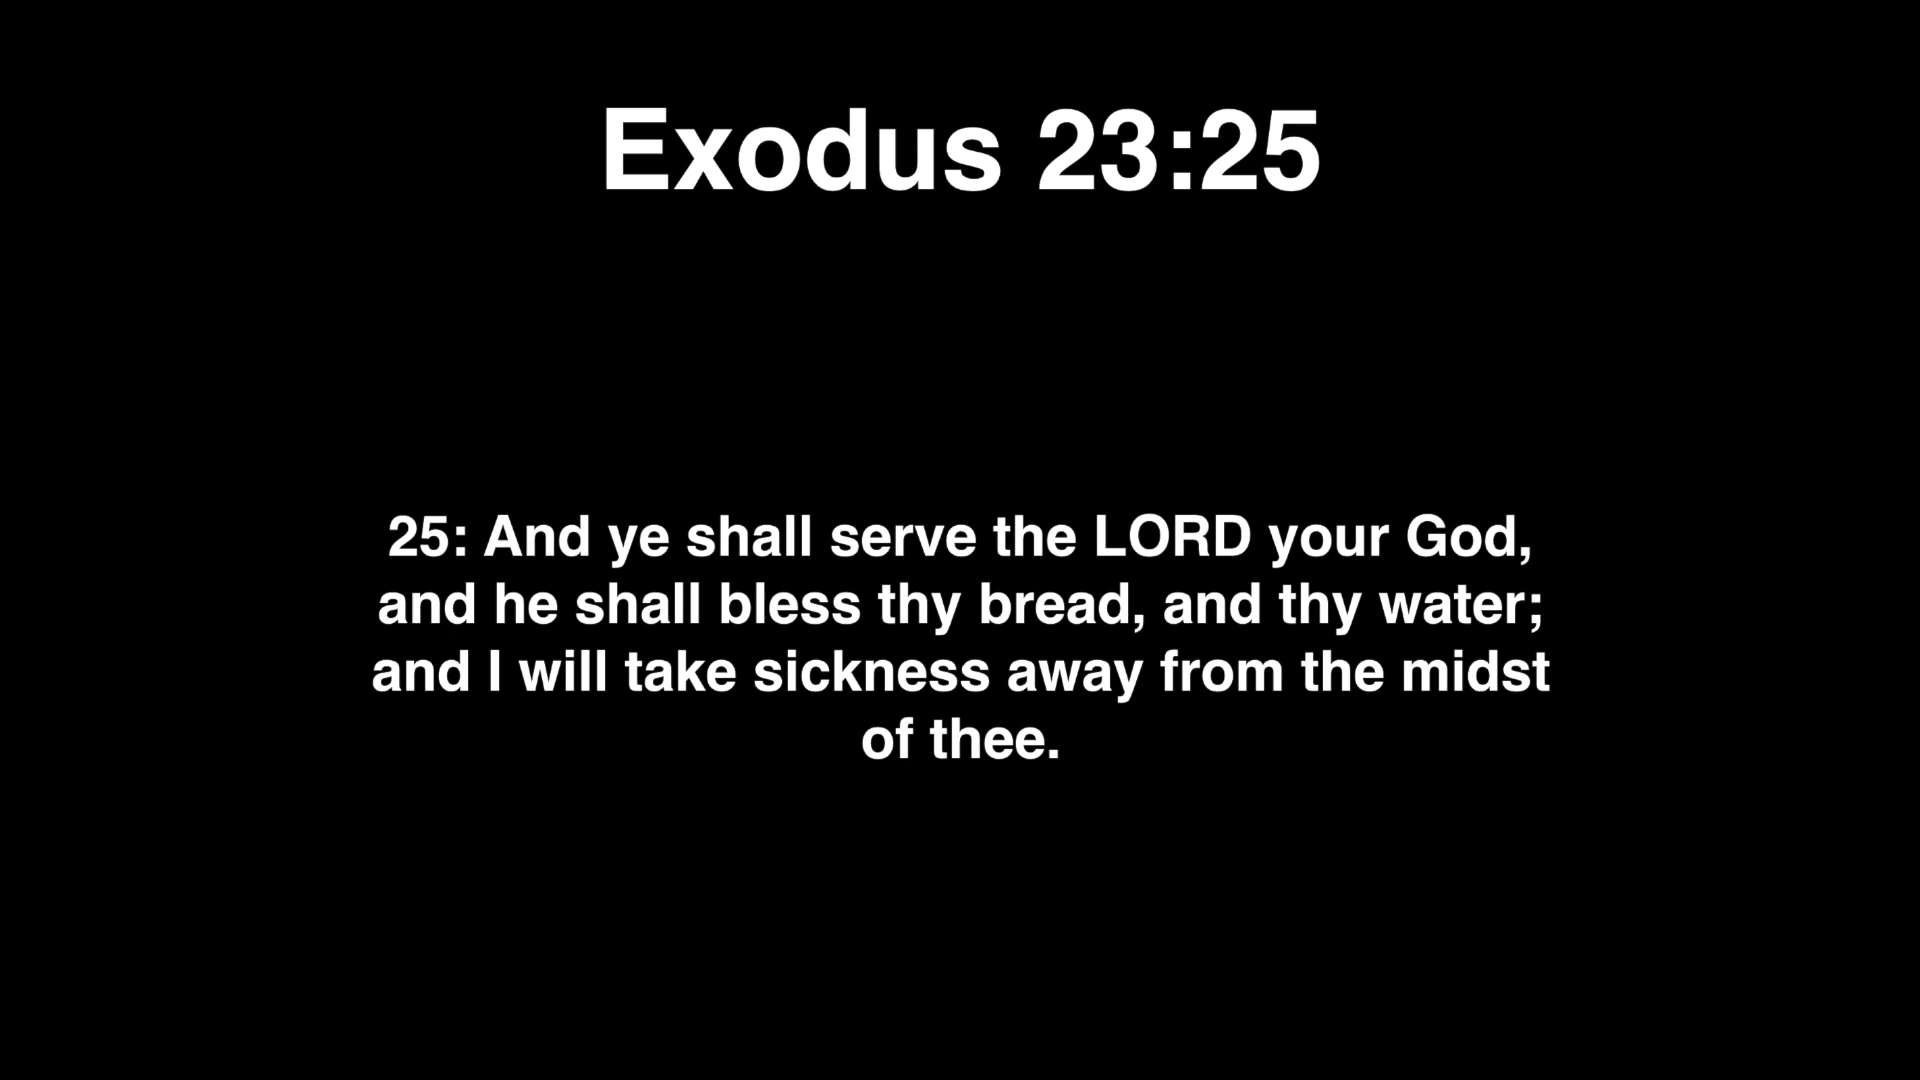 Exodus 23:25
25: And ye shall serve the LORD your God,
and he shall bless thy bread, and thy water;
and I will take sickness away from the midst
of thee.